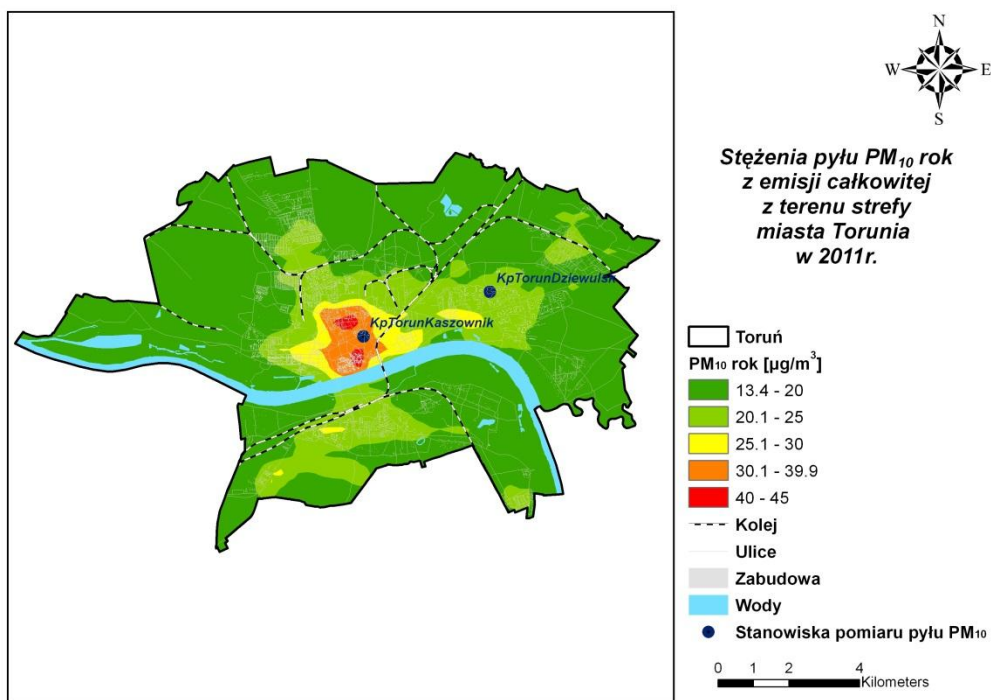 N
W E
S
Stężenia pyłu PM10 rok
z emisji całkowitej
z terenu strefy
miasta Torunia
w 2011r.
KpTorunDziewulsk
KpTorunKaszownik
Toruń
PM10 rok [µg/m³]
13.4 - 20
20.1 - 25
25.1 - 30
30.1 - 39.9
40 - 45
Kolej
Ulice
Zabudowa
Wody
Stanowiska pomiaru pyłu PM10
0 1 2 4
Kilometers